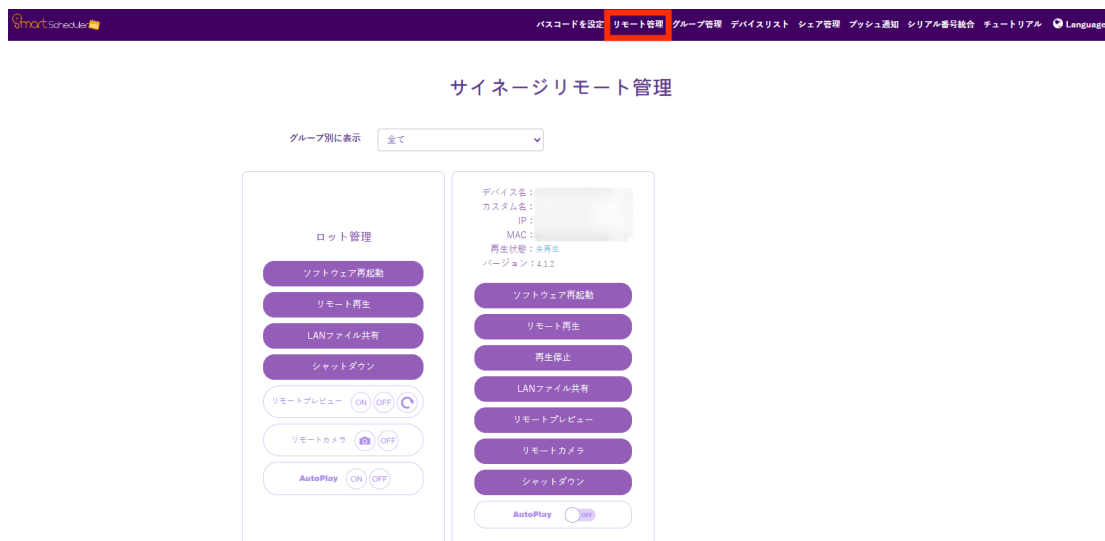 Smart Scheduler
パスコードを設定 リモート管理 グループ管理 デバイスリスト シェア管理 プッシュ通知 シリアル番号統合 チュートリアル Language
サイネージリモート管理
グループ別に表示 全て
ロット管理
ソフトウェア再起動
リモート再生
LANファイル共有
シャットダウン
リモートプレビュー ON OFF
リモートカメラ OFF
AutoPlay ON OFF
デバイス名：
カスタム名：
IP：
MAC：
再生状態：未再生
バージョン：4.1.2
ソフトウェア再起動
リモート再生
再生停止
LANファイル共有
リモートプレビュー
リモートカメラ
シャットダウン
AutoPlay OFF